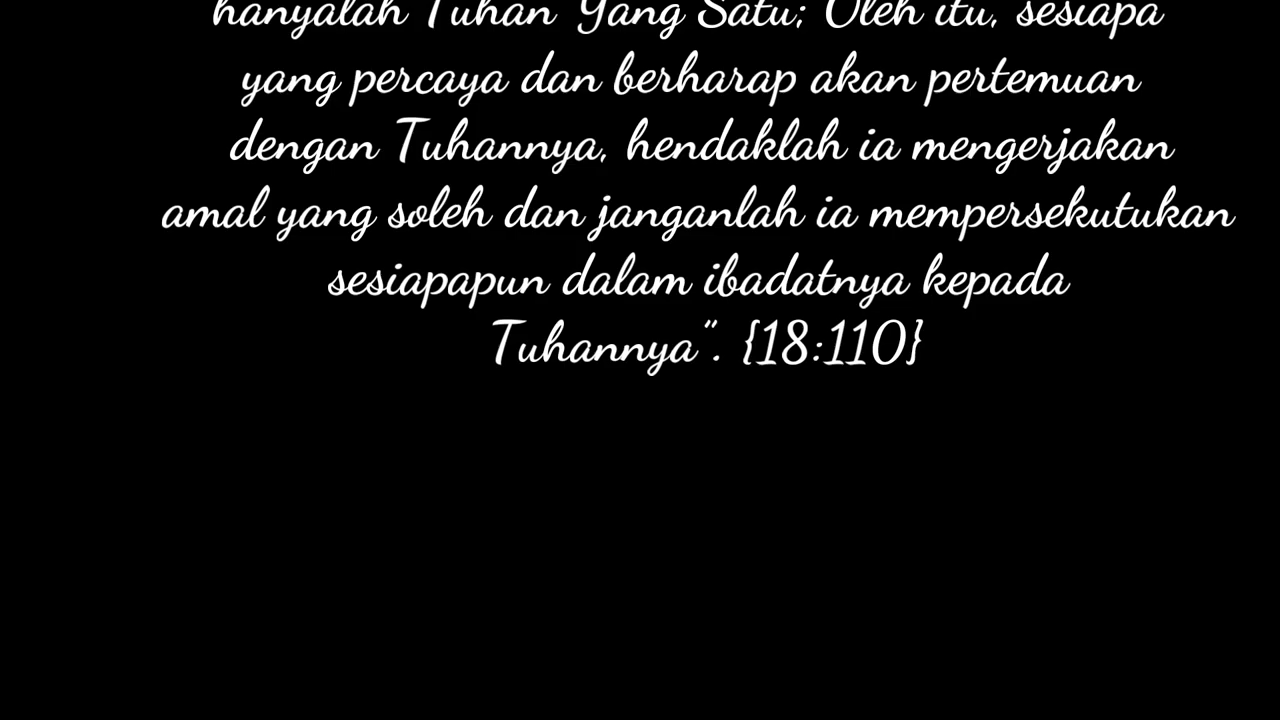 hanyalah Tuhan Yang Satu; Oleh itu, sesiapa
yang percaya dan berharap akan pertemuan
dengan Tuhannya, hendaklah ia mengerjakan
amal yang soleh dan janganlah ia mempersekutukan
sesiapapun dalam ibadatnya kepada
Tuhannya". {18:110}